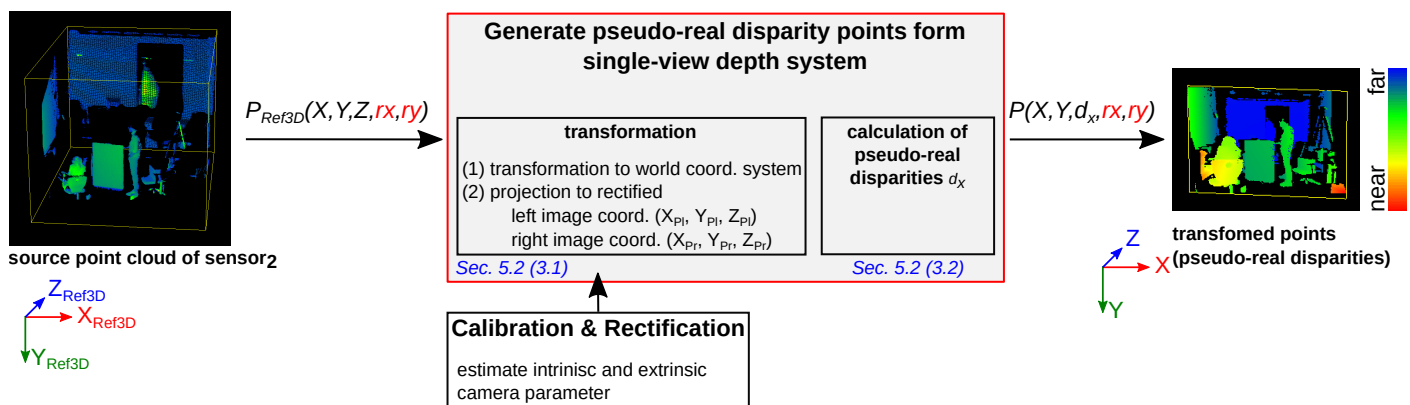 Generate pseudo-real disparity points form
single-view depth system
P_Ref3D(X,Y,Z,rx,ry)
transformation
(1) transformation to world coord. system
(2) projection to rectified
left image coord. (X_Pl, Y_Pl, Z_Pl)
right image coord. (X_Pr, Y_Pr, Z_Pr)
Sec. 5.2 (3.1)
calculation of
pseudo-real
disparities d_x
Sec. 5.2 (3.2)
P(X,Y,d_x,rx,ry)
far
near
source point cloud of sensor_2
Z_Ref3D
X_Ref3D
Y_Ref3D
Calibration & Rectification
estimate intrinisc and extrinsic
camera parameter
transfomed points
(pseudo-real disparities)
Z
X
Y